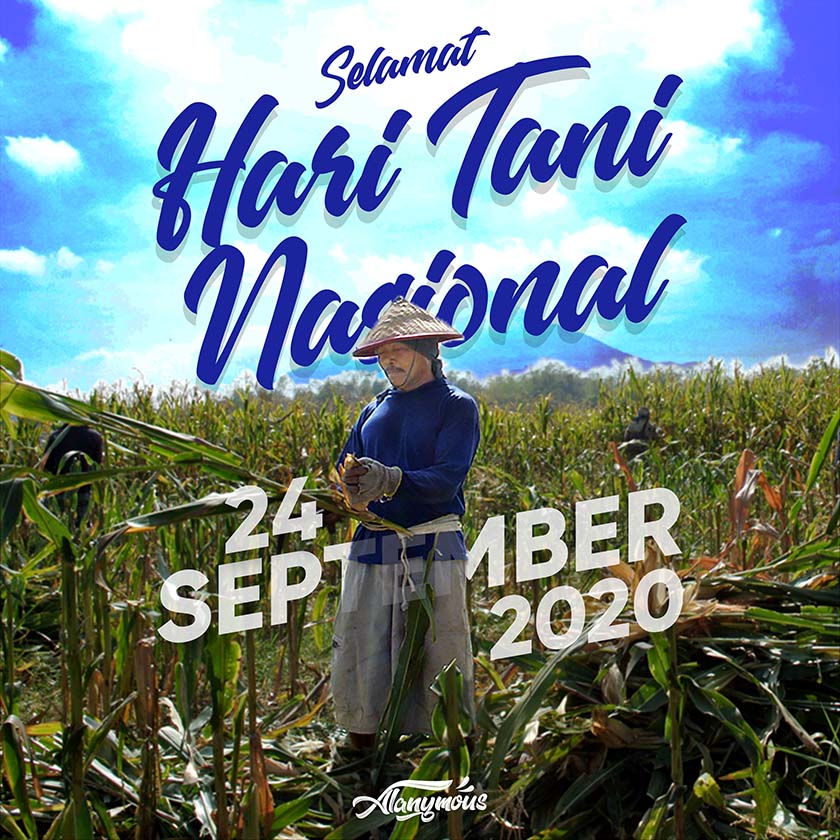 Selamat
Hari Tani
Nasional
24
SEPTEMBER
2020
Alanymous